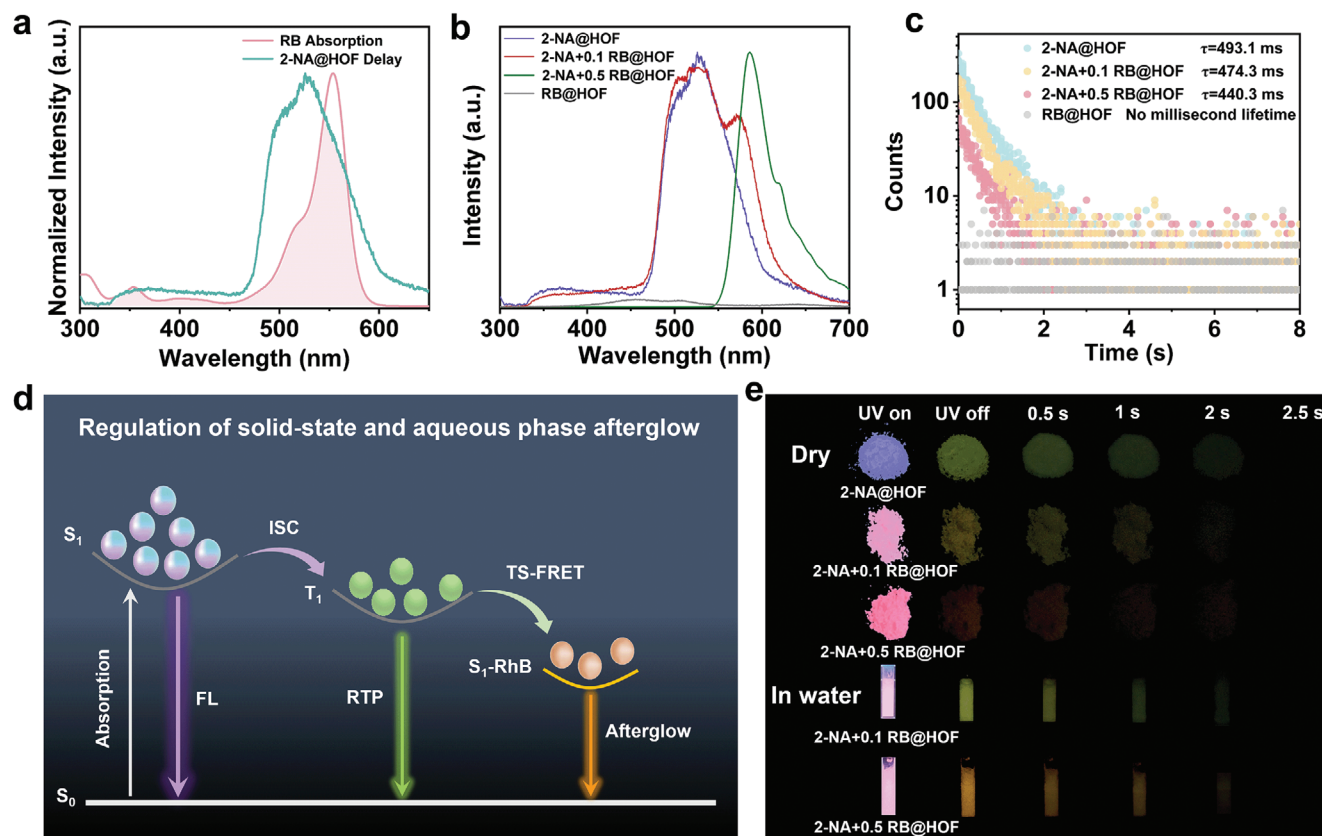 a
Normalized Intensity (a.u.)
RB Absorption
2-NA@HOF Delay
300 400 500 600
Wavelength (nm)
b
Intensity (a.u.)
2-NA@HOF
2-NA+0.1 RB@HOF
2-NA+0.5 RB@HOF
RB@HOF
300 400 500 600 700
Wavelength (nm)
c
Counts
100
10
1
2-NA@HOF τ=493.1 ms
2-NA+0.1 RB@HOF τ=474.3 ms
2-NA+0.5 RB@HOF τ=440.3 ms
RB@HOF No millisecond lifetime
0 2 4 6 8
Time (s)
d
Regulation of solid-state and aqueous phase afterglow
S1
ISC
T1
TS-FRET
S1-RhB
Absorption
FL
RTP
Afterglow
S0
e
UV on UV off 0.5 s 1 s 2 s 2.5 s
Dry
2-NA@HOF
2-NA+0.1 RB@HOF
2-NA+0.5 RB@HOF
In water
2-NA+0.1 RB@HOF
2-NA+0.5 RB@HOF